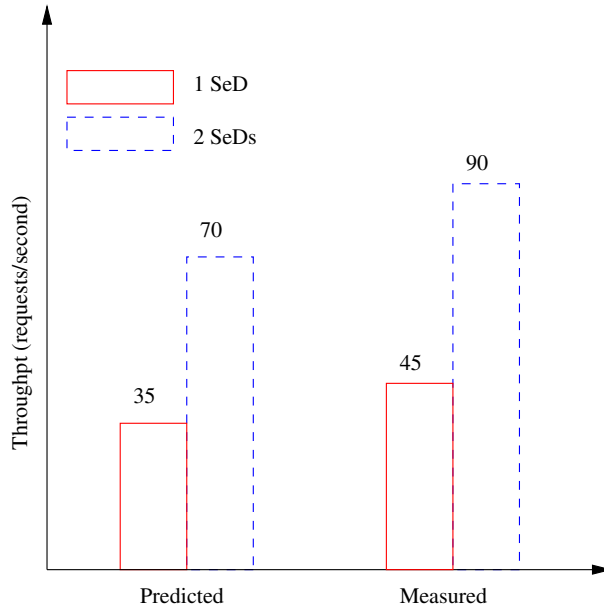 1 SeD
2 SeDs
90
70
45
35
Throughpt (requests/second)
Predicted
Measured